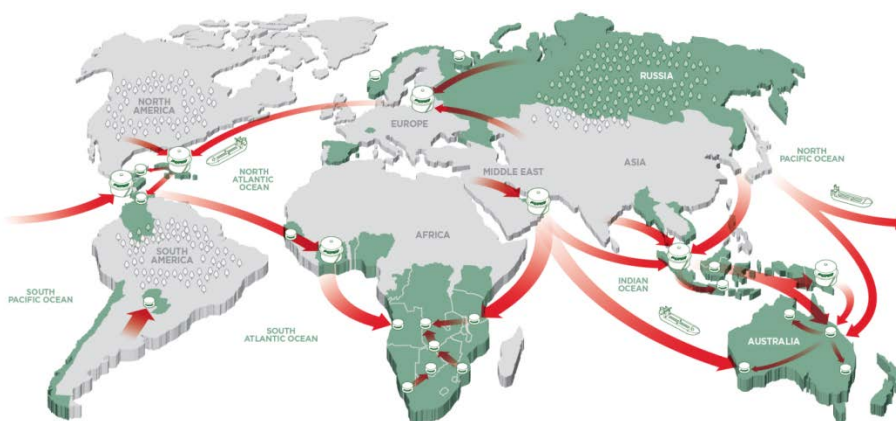 RUSSIA
NORTH
AMERICA
EUROPE
NORTH
PACIFIC OCEAN
ASIA
NORTH
ATLANTIC
OCEAN
MIDDLE EAST
AFRICA
SOUTH
AMERICA
INDIAN
OCEAN
SOUTH
PACIFIC OCEAN
SOUTH
ATLANTIC OCEAN
AUSTRALIA